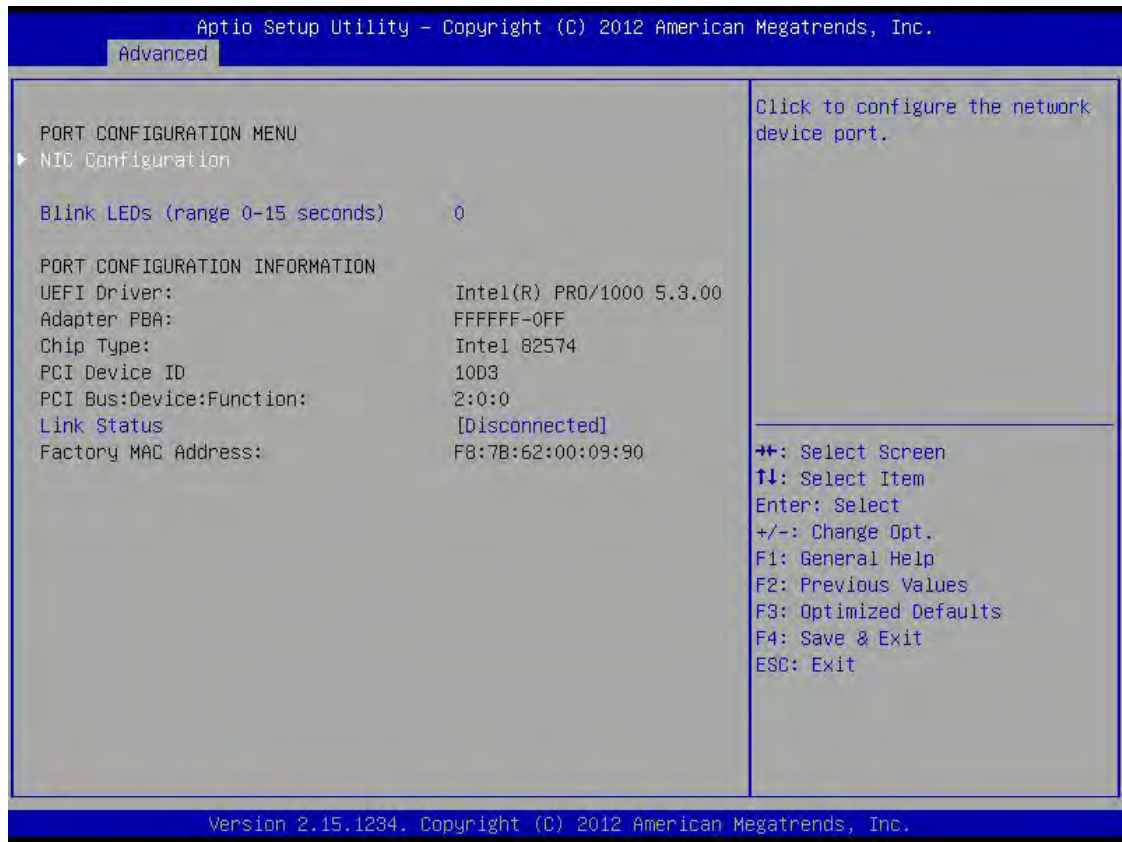 Aptio Setup Utility – Copyright (C) 2012 American Megatrends, Inc.
Advanced
PORT CONFIGURATION MENU
NIC Configuration
Blink LEDs (range 0-15 seconds) 0
PORT CONFIGURATION INFORMATION
UEFI Driver: Intel(R) PRO/1000 5.3.00
Adapter PBA: FFFFFF-0FF
Chip Type: Intel 82574
PCI Device ID 10D3
PCI Bus:Device:Function: 2:0:0
Link Status [Disconnected]
Factory MAC Address: F8:7B:62:00:09:90
Click to configure the network
device port.
→←: Select Screen
↑↓: Select Item
Enter: Select
+/-: Change Opt.
F1: General Help
F2: Previous Values
F3: Optimized Defaults
F4: Save & Exit
ESC: Exit
Version 2.15.1234. Copyright (C) 2012 American Megatrends, Inc.